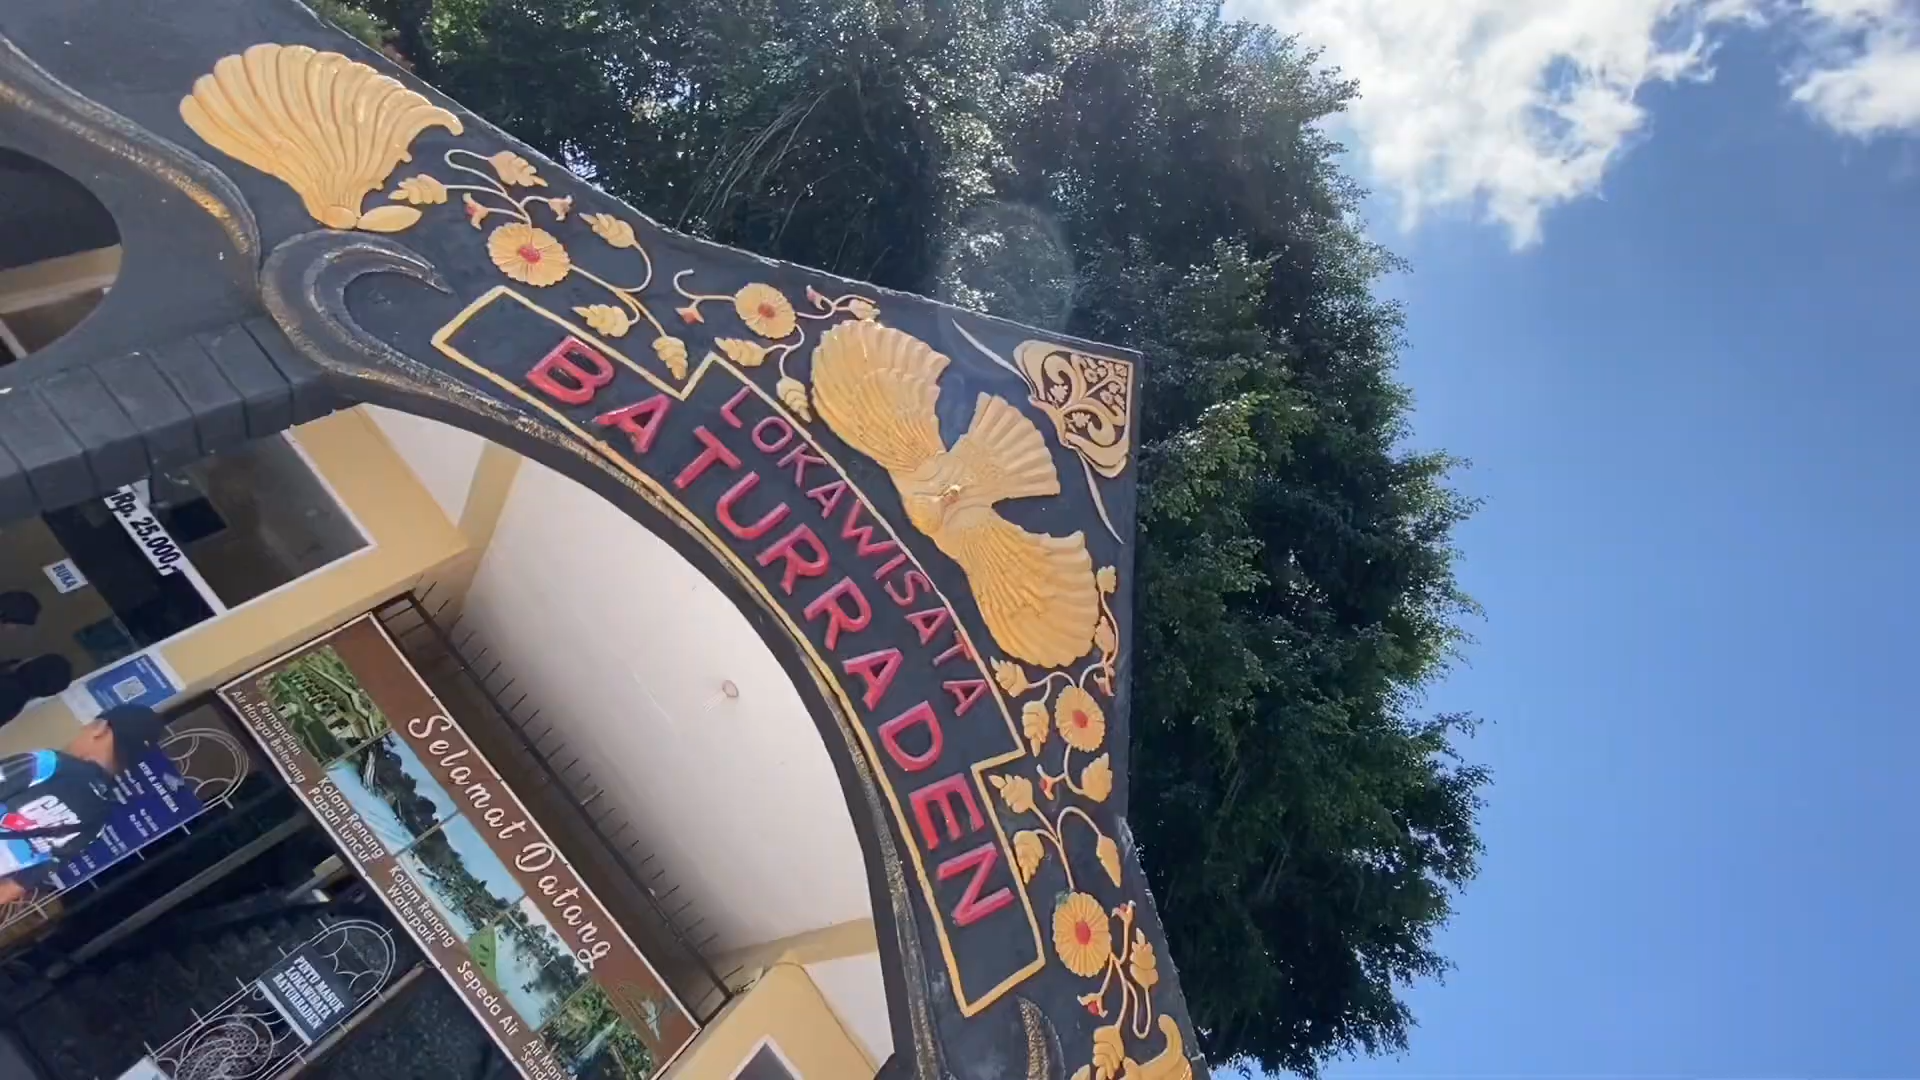 LOKAWISATA
BATURRADEN
Rp. 25.000,-
BUKA
Selamat Datang
Pemandian
Air Hangat Belerang
Kolam Renang
Papan Luncur
Kolam Renang
Waterpark
Sepeda Air
PINTU MASUK
LOKAWISATA
BATURRADEN